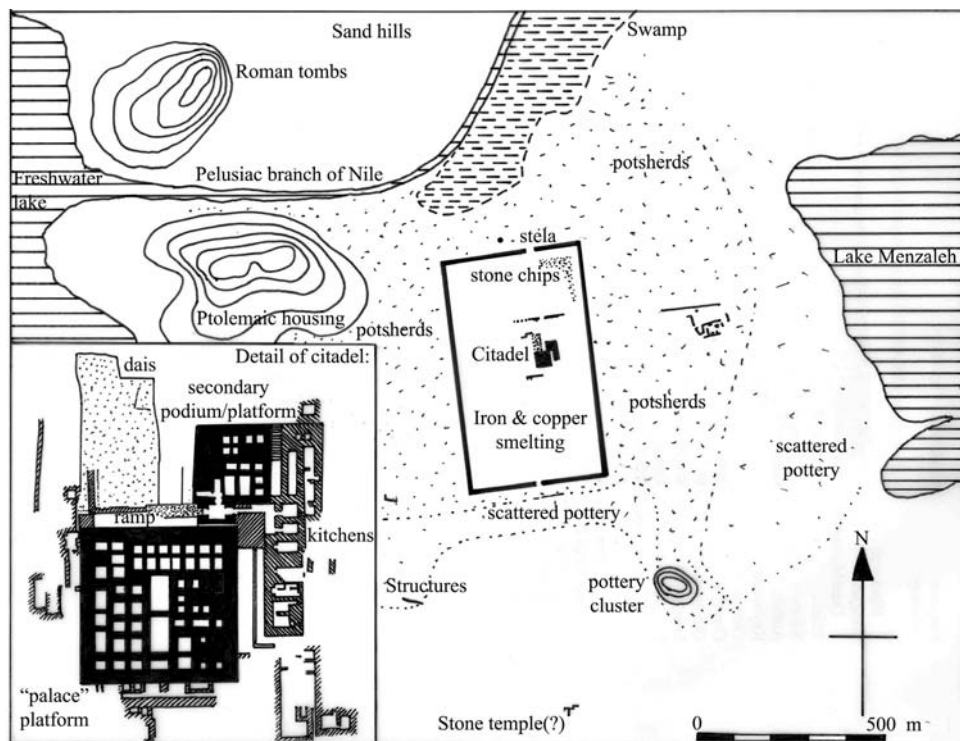 Sand hills
Swamp
Roman tombs
Freshwater
lake
Pelusiac branch of Nile
potsherds
stela
stone chips
Lake Menzaleh
Ptolemaic housing
potsherds
Citadel
potsherds
Iron & copper
smelting
scattered
pottery
scattered pottery
Structures
pottery
cluster
N
Stone temple(?)
0
500 m
Detail of citadel:
dais
secondary
podium/platform
ramp
kitchens
“palace”
platform